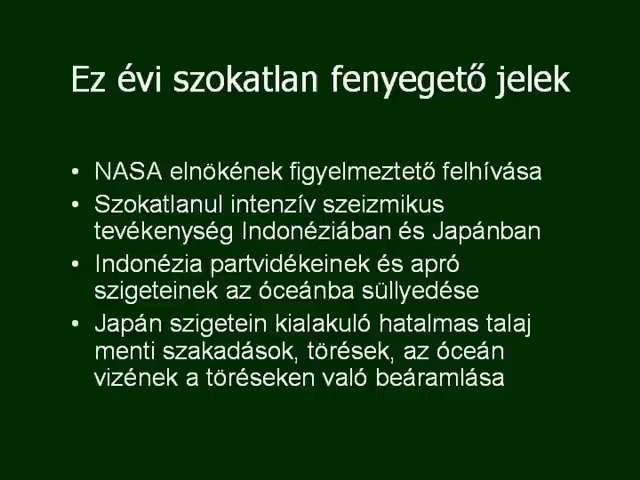 Ez évi szokatlan fenyegető jelek
• NASA elnökének figyelmeztető felhívása
• Szokatlanul intenzív szeizmikus
tevékenység Indonéziában és Japánban
• Indonézia partvidékeinek és apró
szigeteinek az óceánba süllyedése
• Japán szigetein kialakuló hatalmas talaj
menti szakadások, törések, az óceán
vizének a töréseken való beáramlása